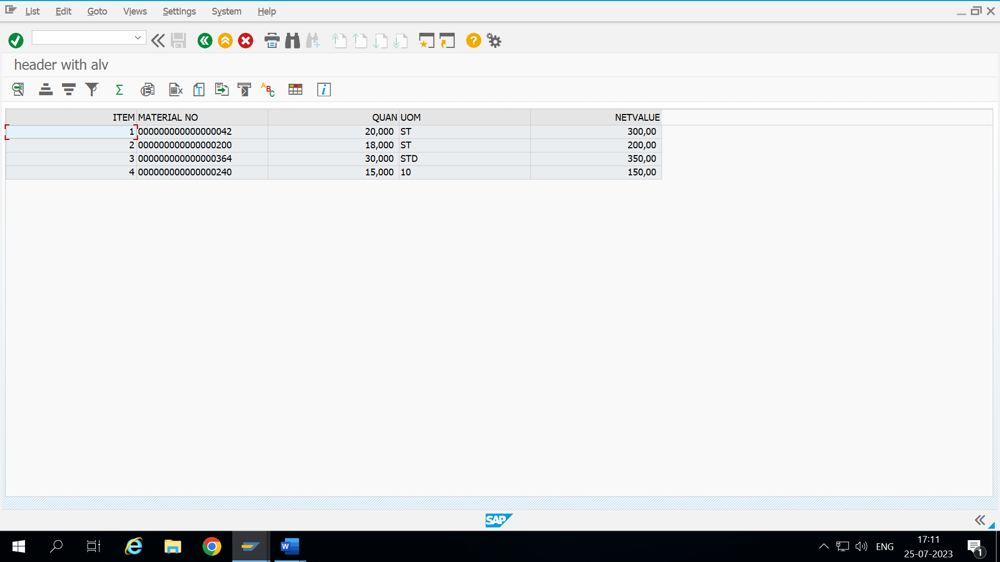 List Edit Goto Views Settings System Help
header with alv
ITEM MATERIAL NO QUAN UOM NETVALUE
1 000000000000000042 20,000 ST 300,00
2 000000000000000200 18,000 ST 200,00
3 000000000000000364 30,000 STD 350,00
4 000000000000000240 15,000 10 150,00
SAP
ENG
17:11
25-07-2023
1